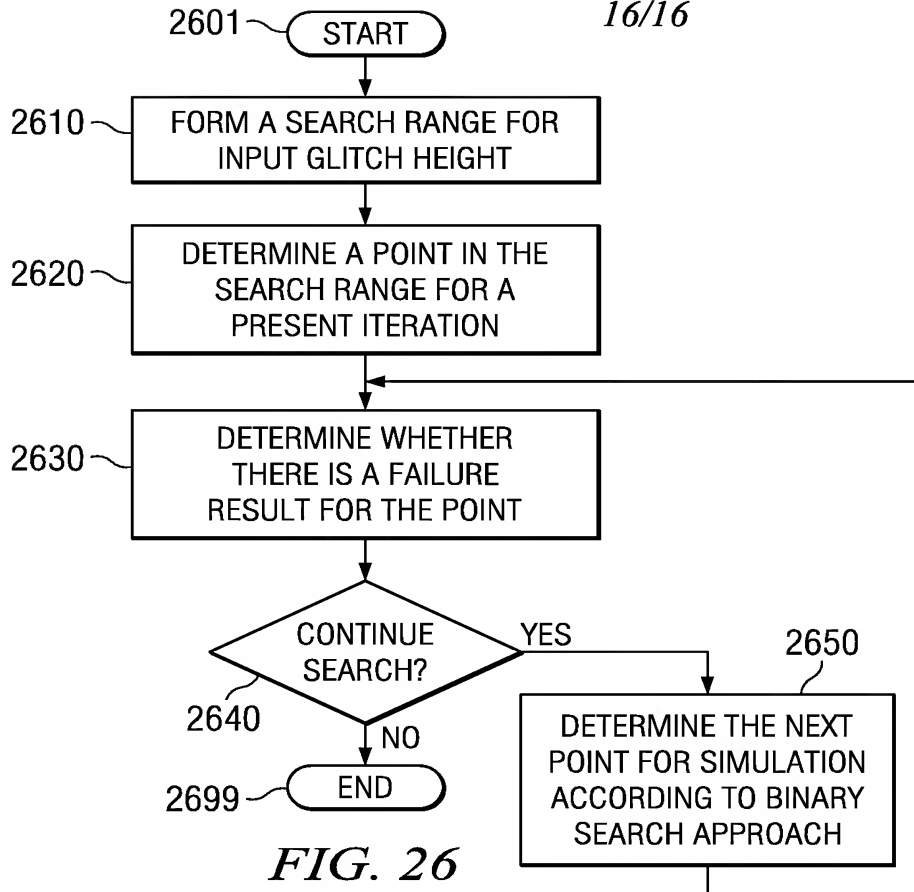 16/16
2601
START
2610
FORM A SEARCH RANGE FOR
INPUT GLITCH HEIGHT
2620
DETERMINE A POINT IN THE
SEARCH RANGE FOR A
PRESENT ITERATION
2630
DETERMINE WHETHER
THERE IS A FAILURE
RESULT FOR THE POINT
CONTINUE
SEARCH?
YES
2640
NO
2650
DETERMINE THE NEXT
POINT FOR SIMULATION
ACCORDING TO BINARY
SEARCH APPROACH
2699
END
FIG. 26